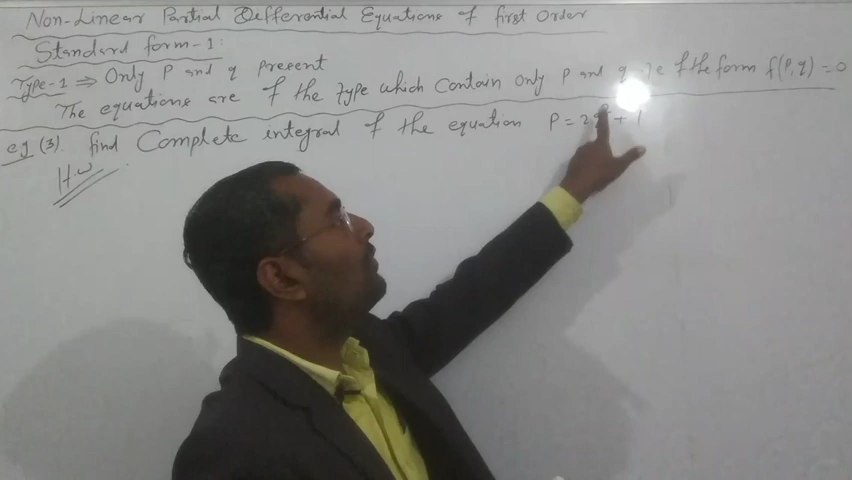 Non-Linear Partial Differential Equations of first Order
Standard form-1:
Type-1 ⇒ Only P and q present
The equations are of the type which contain only P and q ie of the form f(P,q) = 0
eg (3). find Complete integral of the equation P = 2q² + 1
H.W